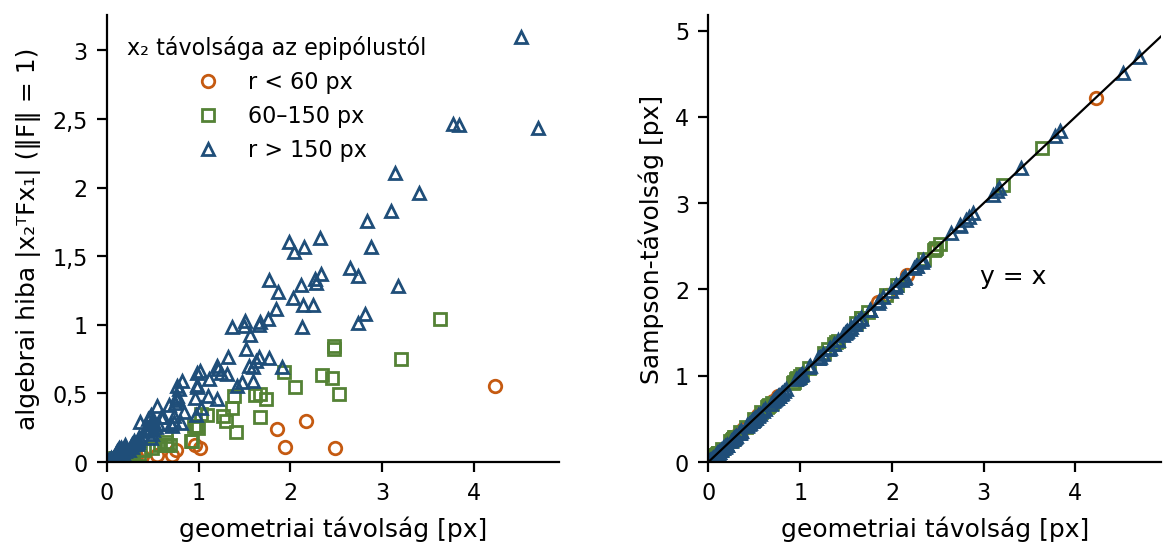 x₂ távolsága az epipólustól
r < 60 px
60–150 px
r > 150 px
algebrai hiba |x₂ᵀFx₁| (‖F‖ = 1)
3
2,5
2
1,5
1
0,5
0
0
1
2
3
4
geometriai távolság [px]
Sampson-távolság [px]
5
4
3
2
1
0
y = x
0
1
2
3
4
geometriai távolság [px]